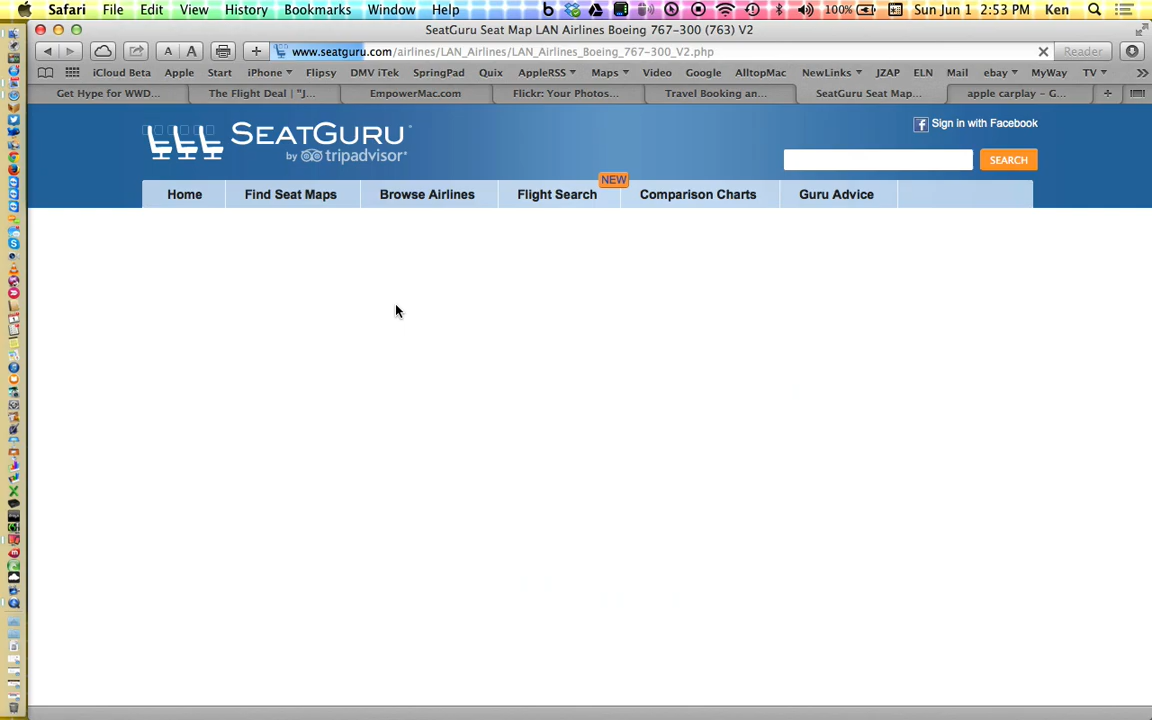 Safari File Edit View History Bookmarks Window Help 100% Sun Jun 1 2:53 PM Ken
SeatGuru Seat Map LAN Airlines Boeing 767-300 (763) V2
A A www.seatguru.com/airlines/LAN_Airlines/LAN_Airlines_Boeing_767-300_V2.php Reader
iCloud Beta Apple Start iPhone Flipsy DMV iTek SpringPad Quix AppleRSS Maps Video Google AlltopMac NewLinks JZAP ELN Mail ebay MyWay TV
Get Hype for WWD... The Flight Deal | "J... EmpowerMac.com Flickr: Your Photos... Travel Booking an... SeatGuru Seat Map... apple carplay - G...
SEATGURU
by tripadvisor
Sign in with Facebook
SEARCH
NEW
Home Find Seat Maps Browse Airlines Flight Search Comparison Charts Guru Advice